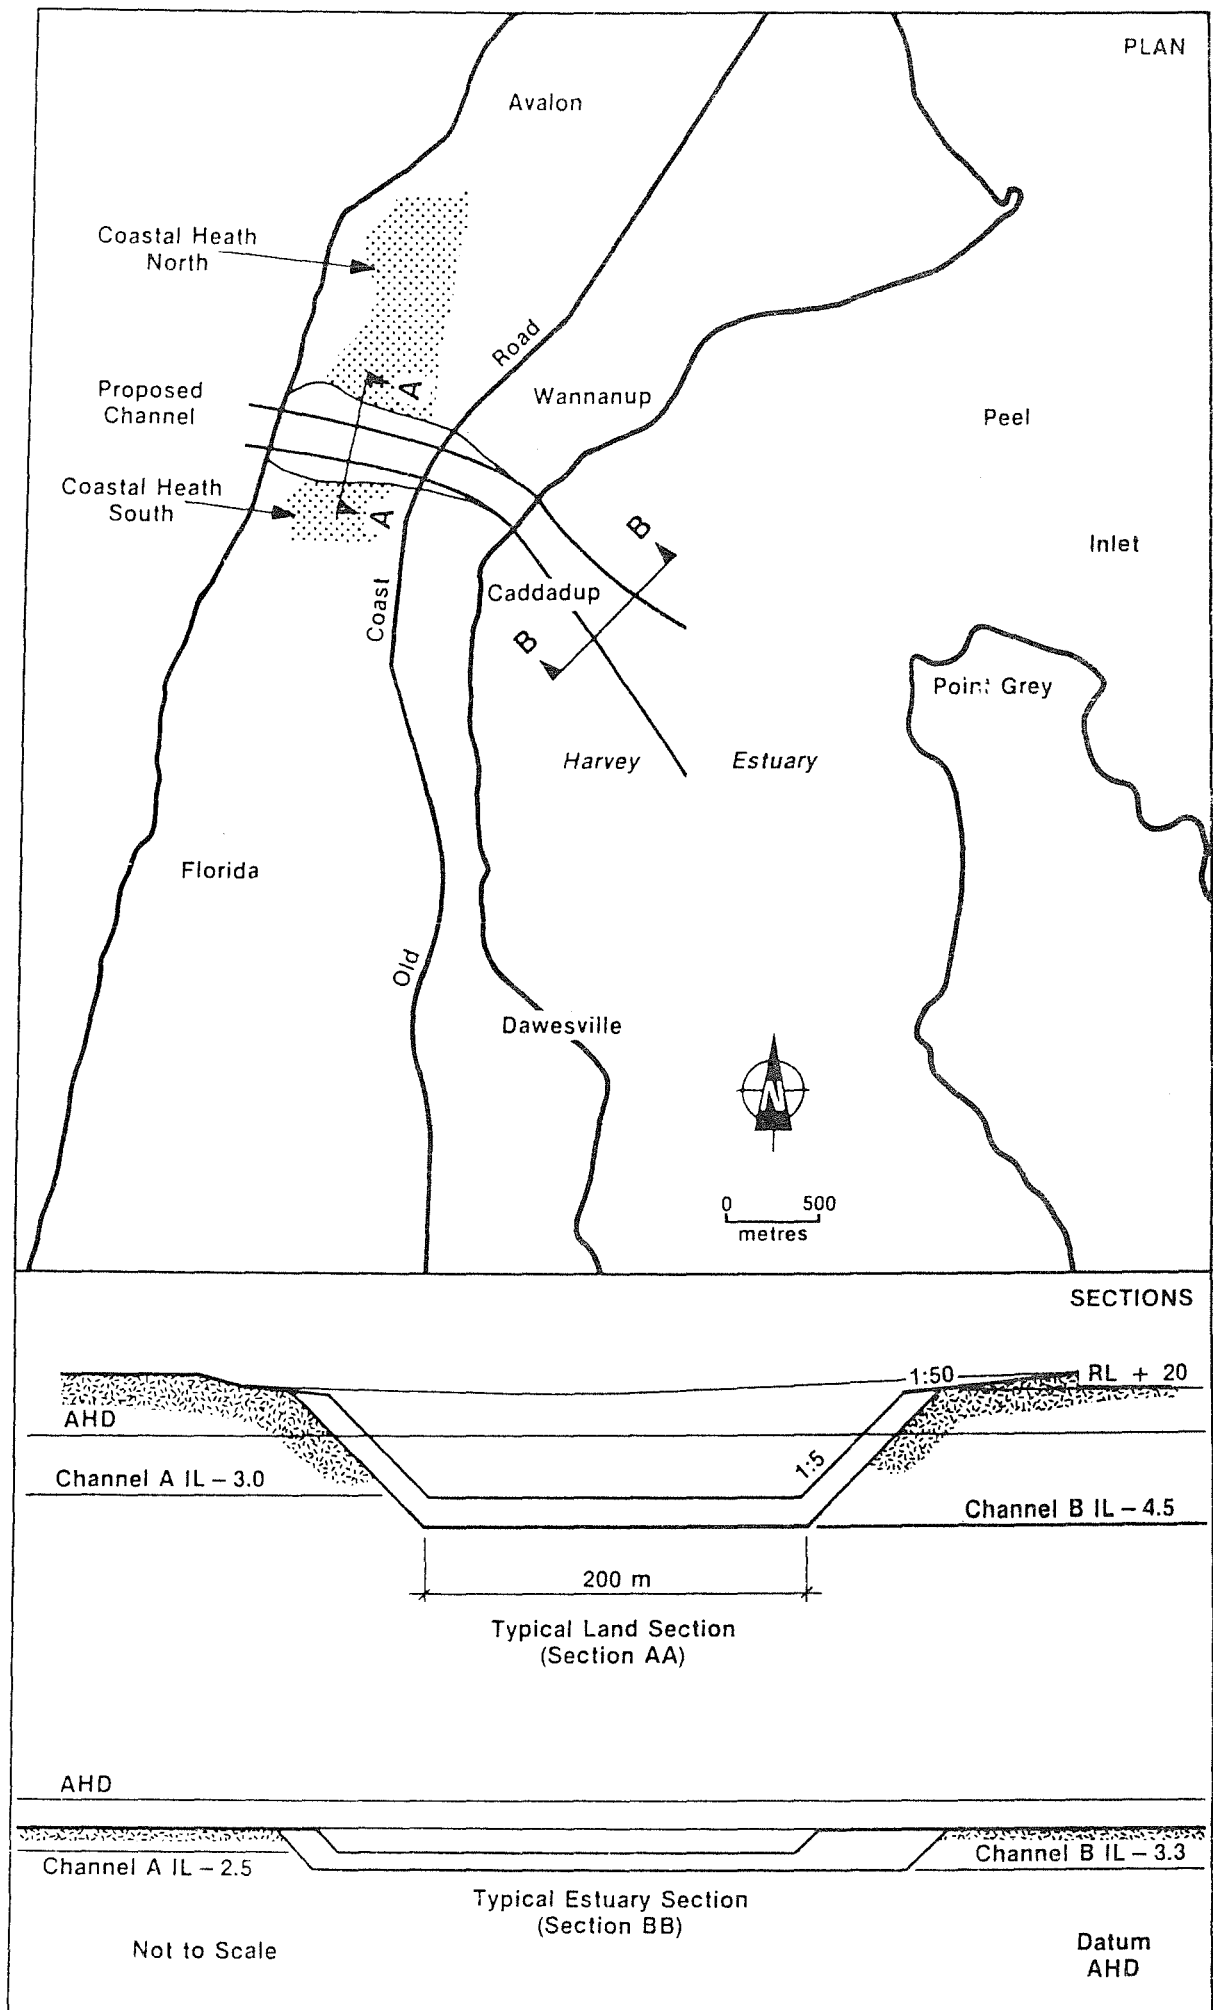 PLAN
Avalon
Coastal Heath
North
Road
Proposed
Channel
A
Wannanup
Peel
Coastal Heath
South
A
B
Inlet
Coast
Caddadup
B
Point Grey
Harvey Estuary
Florida
Old
Dawesville
N
0 500
metres
SECTIONS
1:50
RL + 20
AHD
1:5
Channel A IL – 3.0
Channel B IL – 4.5
200 m
Typical Land Section
(Section AA)
AHD
Channel A IL – 2.5
Channel B IL – 3.3
Typical Estuary Section
(Section BB)
Not to Scale
Datum
AHD